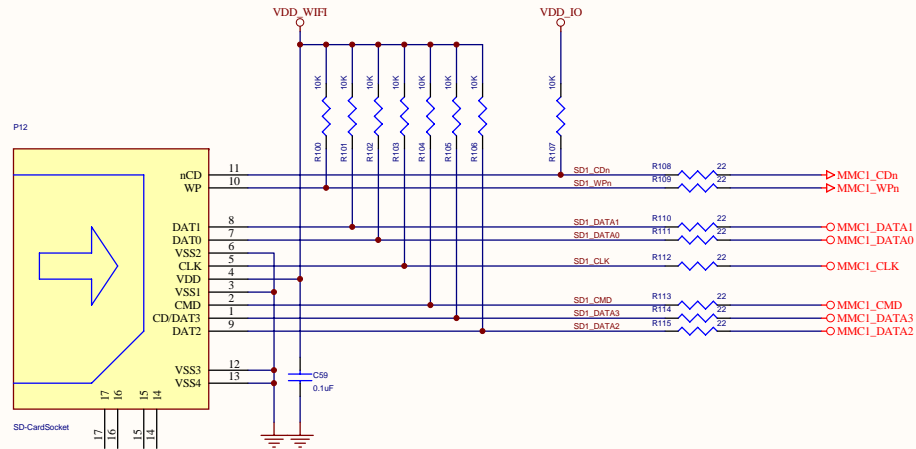 VDD_WIFI VDD_IO
10K 10K 10K 10K 10K 10K 10K 10K
R100 R101 R102 R103 R104 R105 R106 R107
P12
nCD 11 SD1_CDn R108 22 MMC1_CDn
WP 10 SD1_WPn R109 22 MMC1_WPn
DAT1 8 SD1_DATA1 R110 22 MMC1_DATA1
DAT0 7 SD1_DATA0 R111 22 MMC1_DATA0
VSS2 6
CLK 5 SD1_CLK R112 22 MMC1_CLK
VDD 4
VSS1 3
CMD 2 SD1_CMD R113 22 MMC1_CMD
CD/DAT3 1 SD1_DATA3 R114 22 MMC1_DATA3
DAT2 9 SD1_DATA2 R115 22 MMC1_DATA2
VSS3 12
VSS4 13
C59
0.1uF
17 16 15 14
SD-CardSocket
17 16 15 14